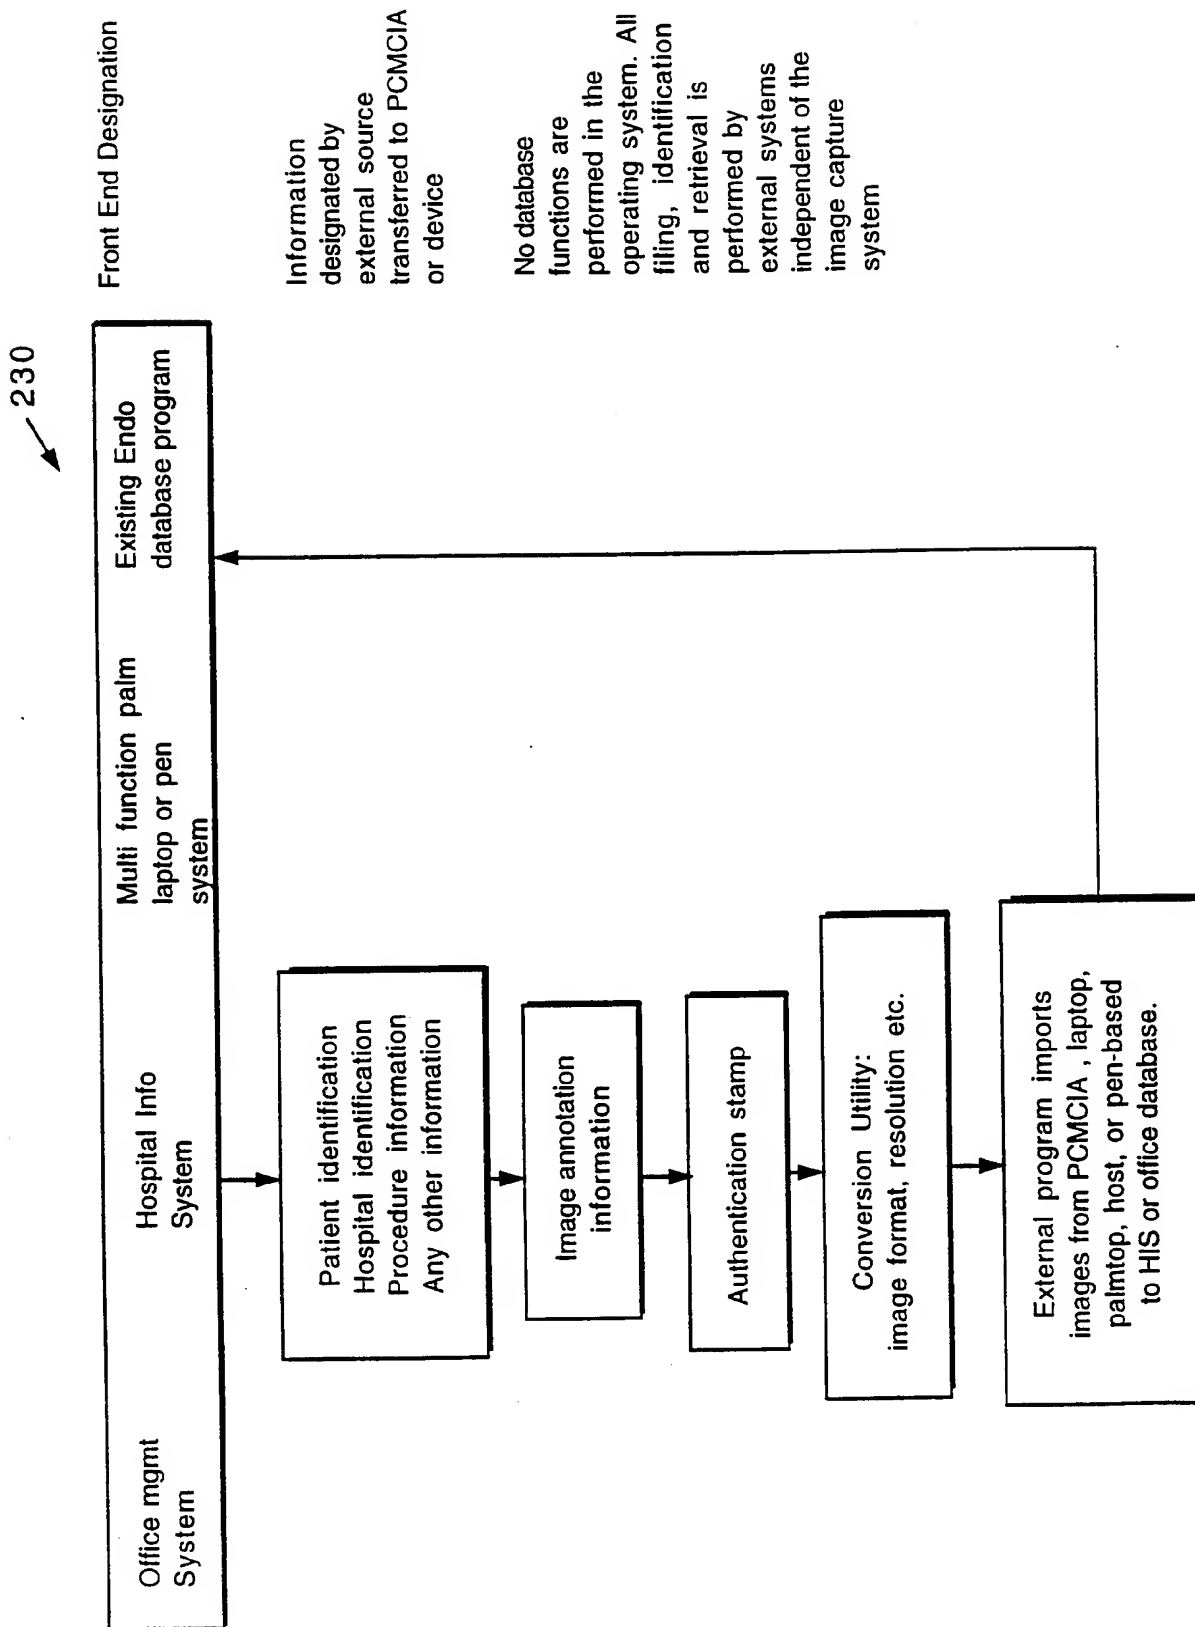 230
Office mgmt
System
Hospital Info
System
Multi function palm
laptop or pen
system
Existing Endo
database program
Front End Designation
Patient identification
Hospital identification
Procedure information
Any other information
Information
designated by
external source
transferred to PCMCIA
or device
Image annotation
information
No database
functions are
performed in the
operating system. All
filing, identification
and retrieval is
performed by
external systems
independent of the
image capture
system
Authentication stamp
Conversion Utility:
image format, resolution etc.
External program imports
images from PCMCIA , laptop,
palmtop, host, or pen-based
to HIS or office database.